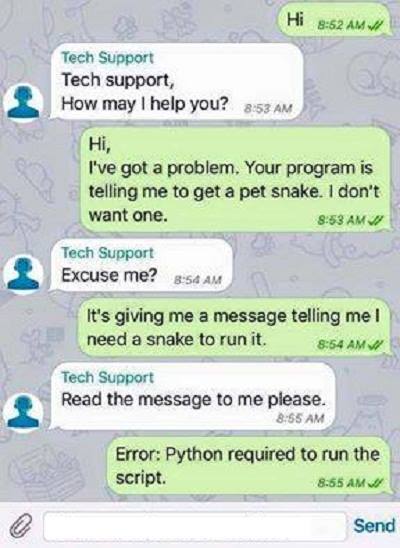 Hi 8:52 AM
Tech Support
Tech support,
How may I help you? 8:53 AM
Hi,
I've got a problem. Your program is
telling me to get a pet snake. I don't
want one. 8:53 AM
Tech Support
Excuse me? 8:54 AM
It's giving me a message telling me I
need a snake to run it. 8:54 AM
Tech Support
Read the message to me please.
8:55 AM
Error: Python required to run the
script. 8:55 AM
Send